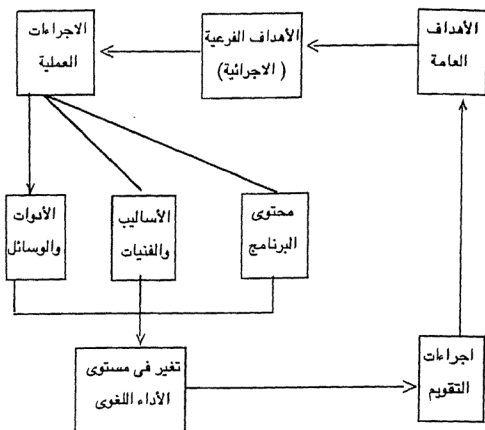 الأهداف
العامة
الأهداف الفرعية
( الاجرائية )
الاجراءات
العملية
محتوى
البرنامج
الأساليب
والفنيات
الأدوات
والوسائل
تغير فى مستوى
الأداء اللغوى
اجراءات
التقويم